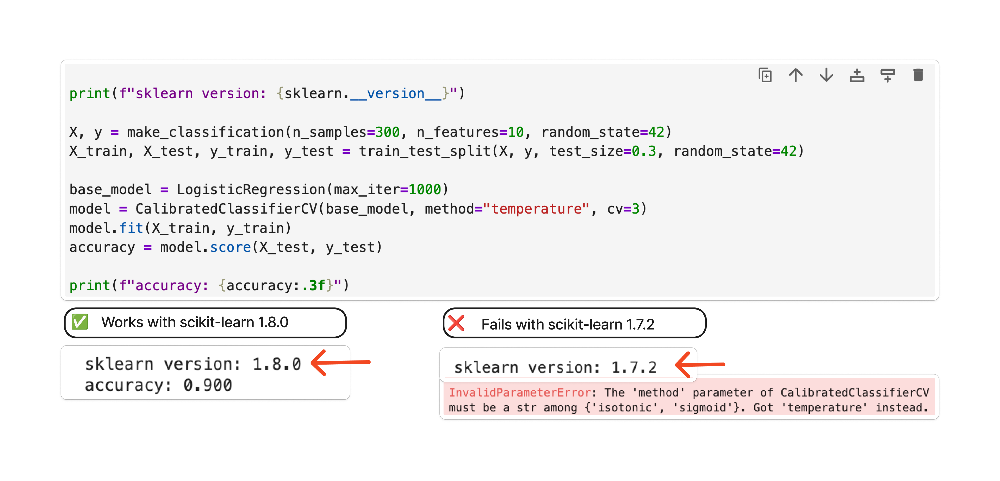 print(f"sklearn version: {sklearn.__version__}")
X, y = make_classification(n_samples=300, n_features=10, random_state=42)
X_train, X_test, y_train, y_test = train_test_split(X, y, test_size=0.3, random_state=42)
base_model = LogisticRegression(max_iter=1000)
model = CalibratedClassifierCV(base_model, method="temperature", cv=3)
model.fit(X_train, y_train)
accuracy = model.score(X_test, y_test)
print(f"accuracy: {accuracy:.3f}")
Works with scikit-learn 1.8.0
sklearn version: 1.8.0
accuracy: 0.900
Fails with scikit-learn 1.7.2
sklearn version: 1.7.2
InvalidParameterError: The 'method' parameter of CalibratedClassifierCV
must be a str among {'isotonic', 'sigmoid'}. Got 'temperature' instead.